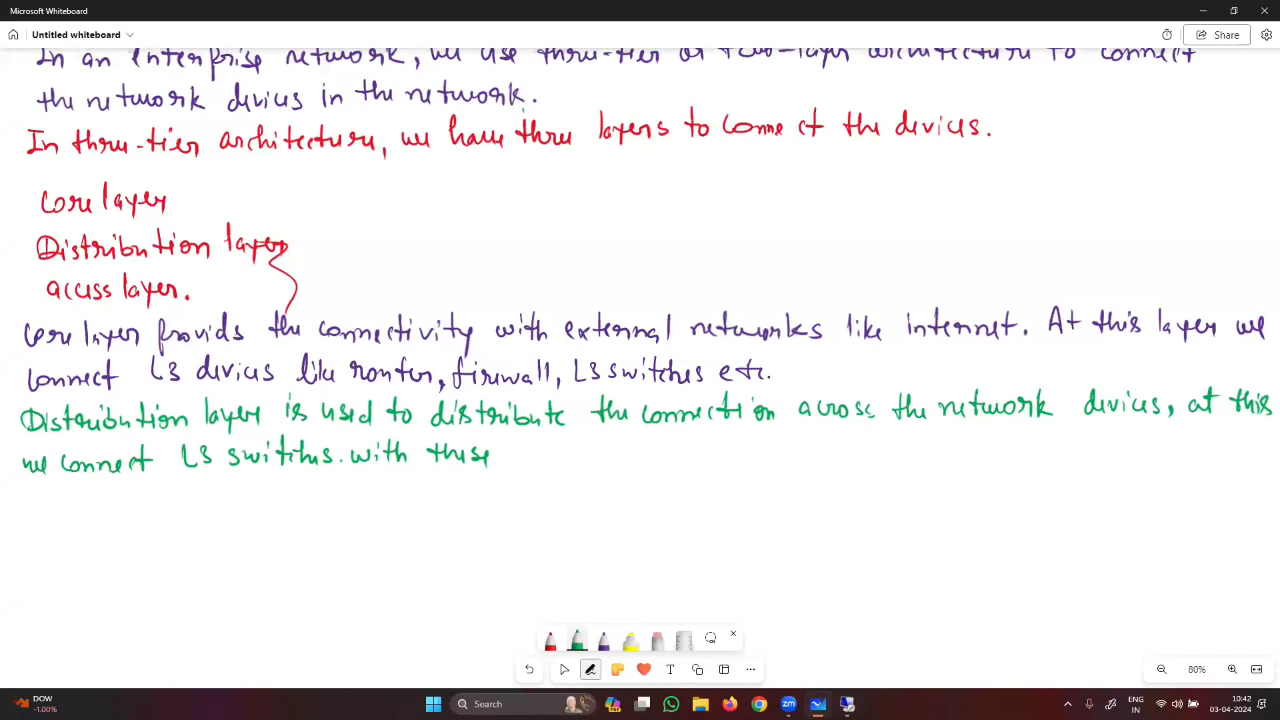 Microsoft Whiteboard
Untitled whiteboard
Share
In an Enterprise network, we use three-tier or two-layer architecture to connect
the network devices in the network.
In three-tier architecture, we have three layers to connect the devices.
Core layer
Distribution layer
access layer.
Core layer provids the connectivity with external networks like internet. At this layer we
connect L3 devices like router, firewall, L3 switches etc.
Distribution layer is used to distribute the connection across the network devices, at this
we connect L3 switches. with these
80%
DOW
-1.00%
Search
ENG
IN
10:42
03-04-2024